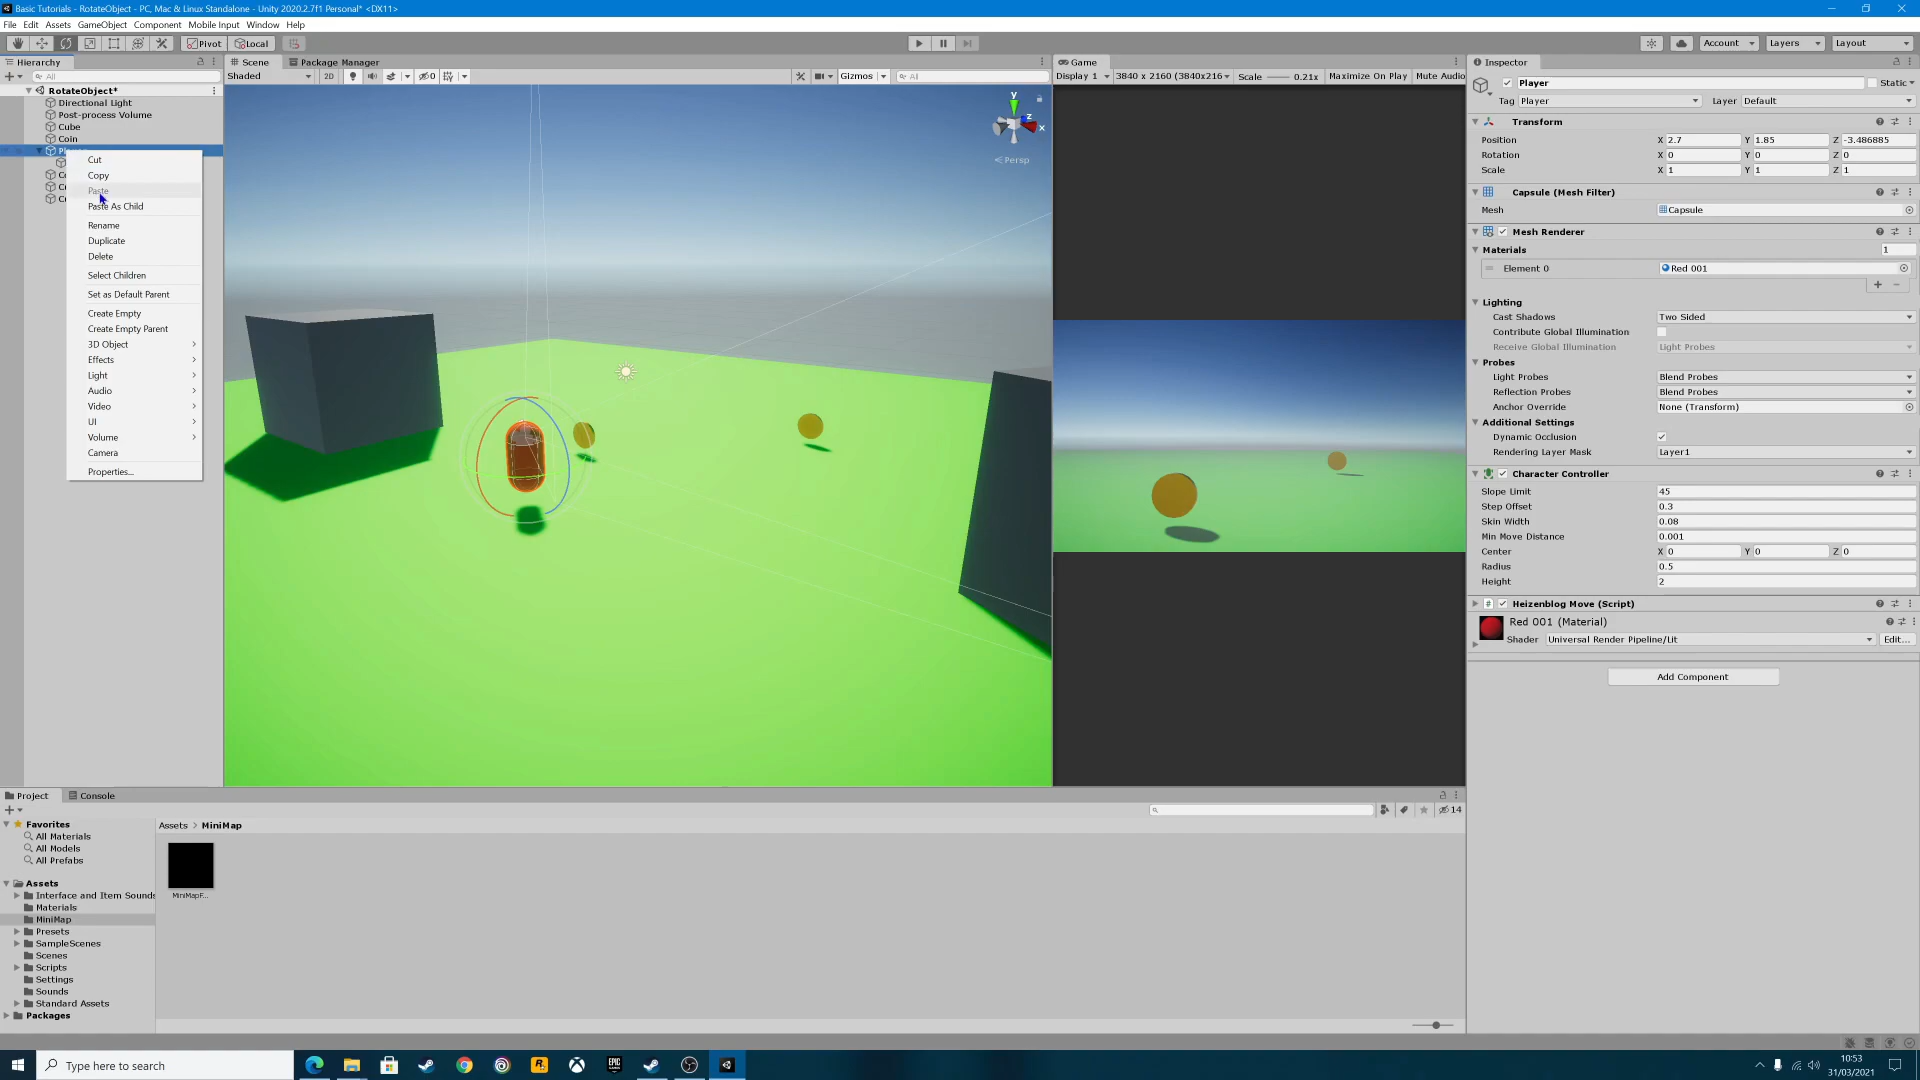 Basic Tutorials - RotateObject - PC, Mac & Linux Standalone - Unity 2020.2.7f1 Personal* <DX11>
File Edit Assets GameObject Component Mobile Input Window Help
Pivot Local Account Layers Layout
Hierarchy
All
RotateObject*
Directional Light
Post-process Volume
Cube
Coin
Cut
Copy
Paste
Paste As Child
Rename
Duplicate
Delete
Select Children
Set as Default Parent
Create Empty
Create Empty Parent
3D Object
Effects
Light
Audio
Video
UI
Volume
Camera
Properties...
Scene Package Manager
Shaded 2D 0 Gizmos All
y
z
x
Persp
Game
Display 1 3840 x 2160 (3840x216 Scale 0.21x Maximize On Play Mute Audio
Inspector
Player Static
Tag Player Layer Default
Transform
Position X 2.7 Y 1.85 Z -3.486885
Rotation X 0 Y 0 Z 0
Scale X 1 Y 1 Z 1
Capsule (Mesh Filter)
Mesh Capsule
Mesh Renderer
Materials 1
Element 0 Red 001
Lighting
Cast Shadows Two Sided
Contribute Global Illumination
Receive Global Illumination Light Probes
Probes
Light Probes Blend Probes
Reflection Probes Blend Probes
Anchor Override None (Transform)
Additional Settings
Dynamic Occlusion
Rendering Layer Mask Layer1
Character Controller
Slope Limit 45
Step Offset 0.3
Skin Width 0.08
Min Move Distance 0.001
Center X 0 Y 0 Z 0
Radius 0.5
Height 2
Heizenblog Move (Script)
Red 001 (Material)
Shader Universal Render Pipeline/Lit Edit...
Add Component
Project Console
14
Favorites
All Materials
All Models
All Prefabs
Assets
Interface and Item Sounds
Materials
MiniMap
Presets
SampleScenes
Scenes
Scripts
Settings
Sounds
Standard Assets
Packages
Assets > MiniMap
MiniMapF...
Type here to search
10:53
31/03/2021